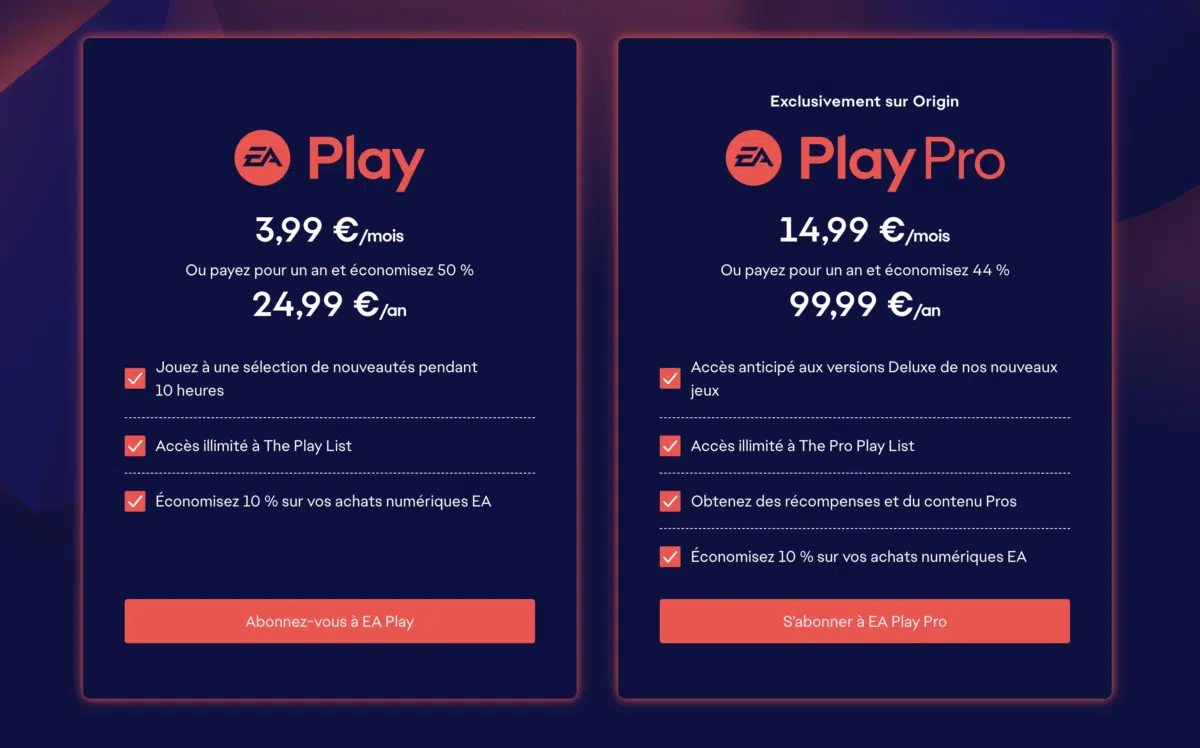 EA Play
3,99 €/mois
Ou payez pour un an et économisez 50 %
24,99 €/an
Jouez à une sélection de nouveautés pendant
10 heures
Accès illimité à The Play List
Économisez 10 % sur vos achats numériques EA
Abonnez-vous à EA Play
Exclusivement sur Origin
EA Play Pro
14,99 €/mois
Ou payez pour un an et économisez 44 %
99,99 €/an
Accès anticipé aux versions Deluxe de nos nouveaux
jeux
Accès illimité à The Pro Play List
Obtenez des récompenses et du contenu Pros
Économisez 10 % sur vos achats numériques EA
S'abonner à EA Play Pro